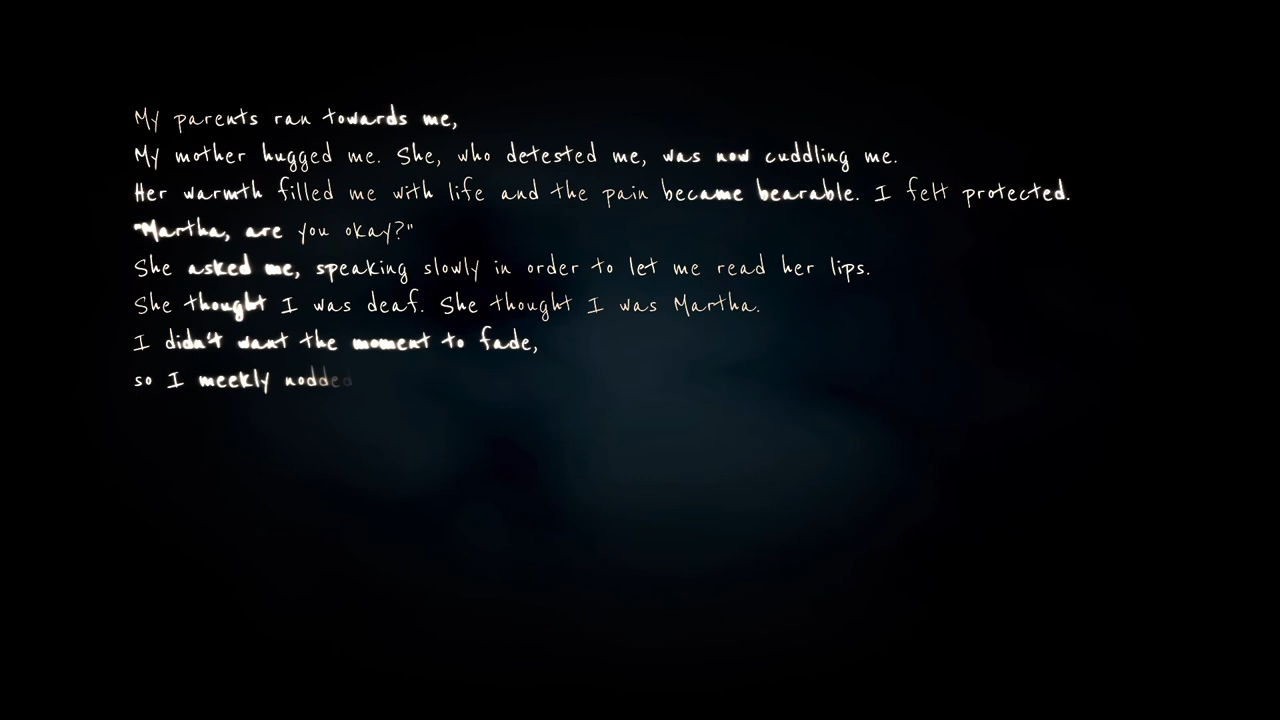 My parents ran towards me,
My mother hugged me. She, who detested me, was now cuddling me.
Her warmth filled me with life and the pain became bearable. I felt protected.
"Martha, are you okay?"
She asked me, speaking slowly in order to let me read her lips.
She thought I was deaf. She thought I was Martha.
I didn't want the moment to fade,
so I meekly nodded